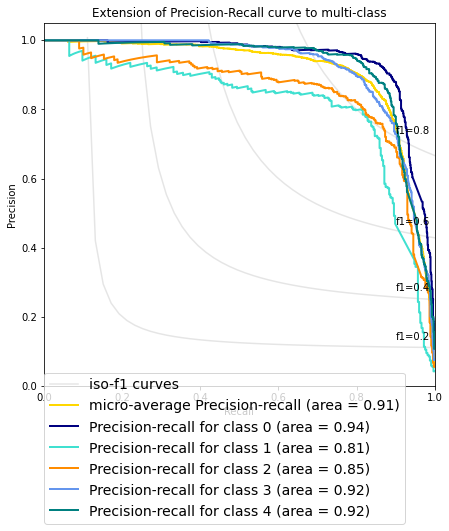 Extension of Precision-Recall curve to multi-class
1.0
0.8
0.6
0.4
0.2
0.0
Precision
f1=0.8
f1=0.6
f1=0.4
f1=0.2
0.0 0.2 0.4 0.6 0.8 1.0
Recall
iso-f1 curves
micro-average Precision-recall (area = 0.91)
Precision-recall for class 0 (area = 0.94)
Precision-recall for class 1 (area = 0.81)
Precision-recall for class 2 (area = 0.85)
Precision-recall for class 3 (area = 0.92)
Precision-recall for class 4 (area = 0.92)